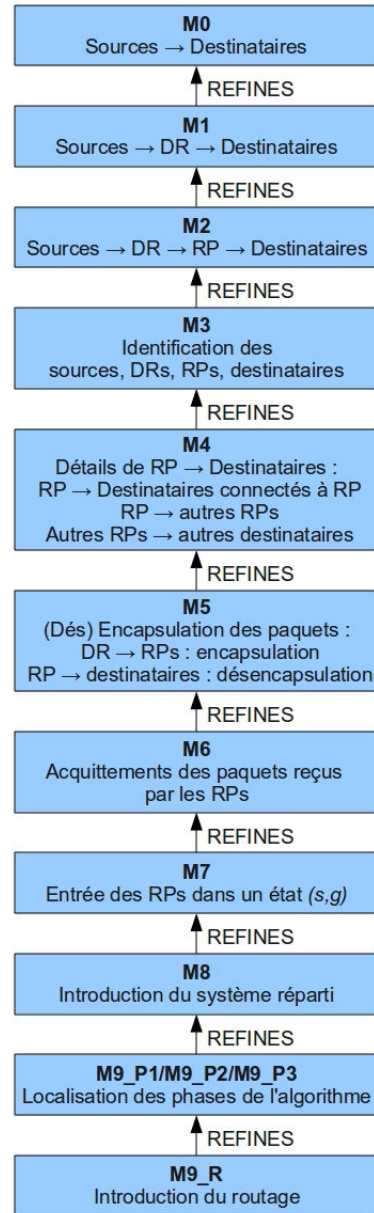 M0
Sources → Destinataires
REFINES
M1
Sources → DR → Destinataires
REFINES
M2
Sources → DR → RP → Destinataires
REFINES
M3
Identification des
sources, DRs, RPs, destinataires
REFINES
M4
Détails de RP → Destinataires :
RP → Destinataires connectés à RP
RP → autres RPs
Autres RPs → autres destinataires
REFINES
M5
(Dés) Encapsulation des paquets :
DR → RPs : encapsulation
RP → destinataires : désencapsulation
REFINES
M6
Acquittements des paquets reçus
par les RPs
REFINES
M7
Entrée des RPs dans un état (s,g)
REFINES
M8
Introduction du système réparti
REFINES
M9_P1/M9_P2/M9_P3
Localisation des phases de l'algorithme
REFINES
M9_R
Introduction du routage